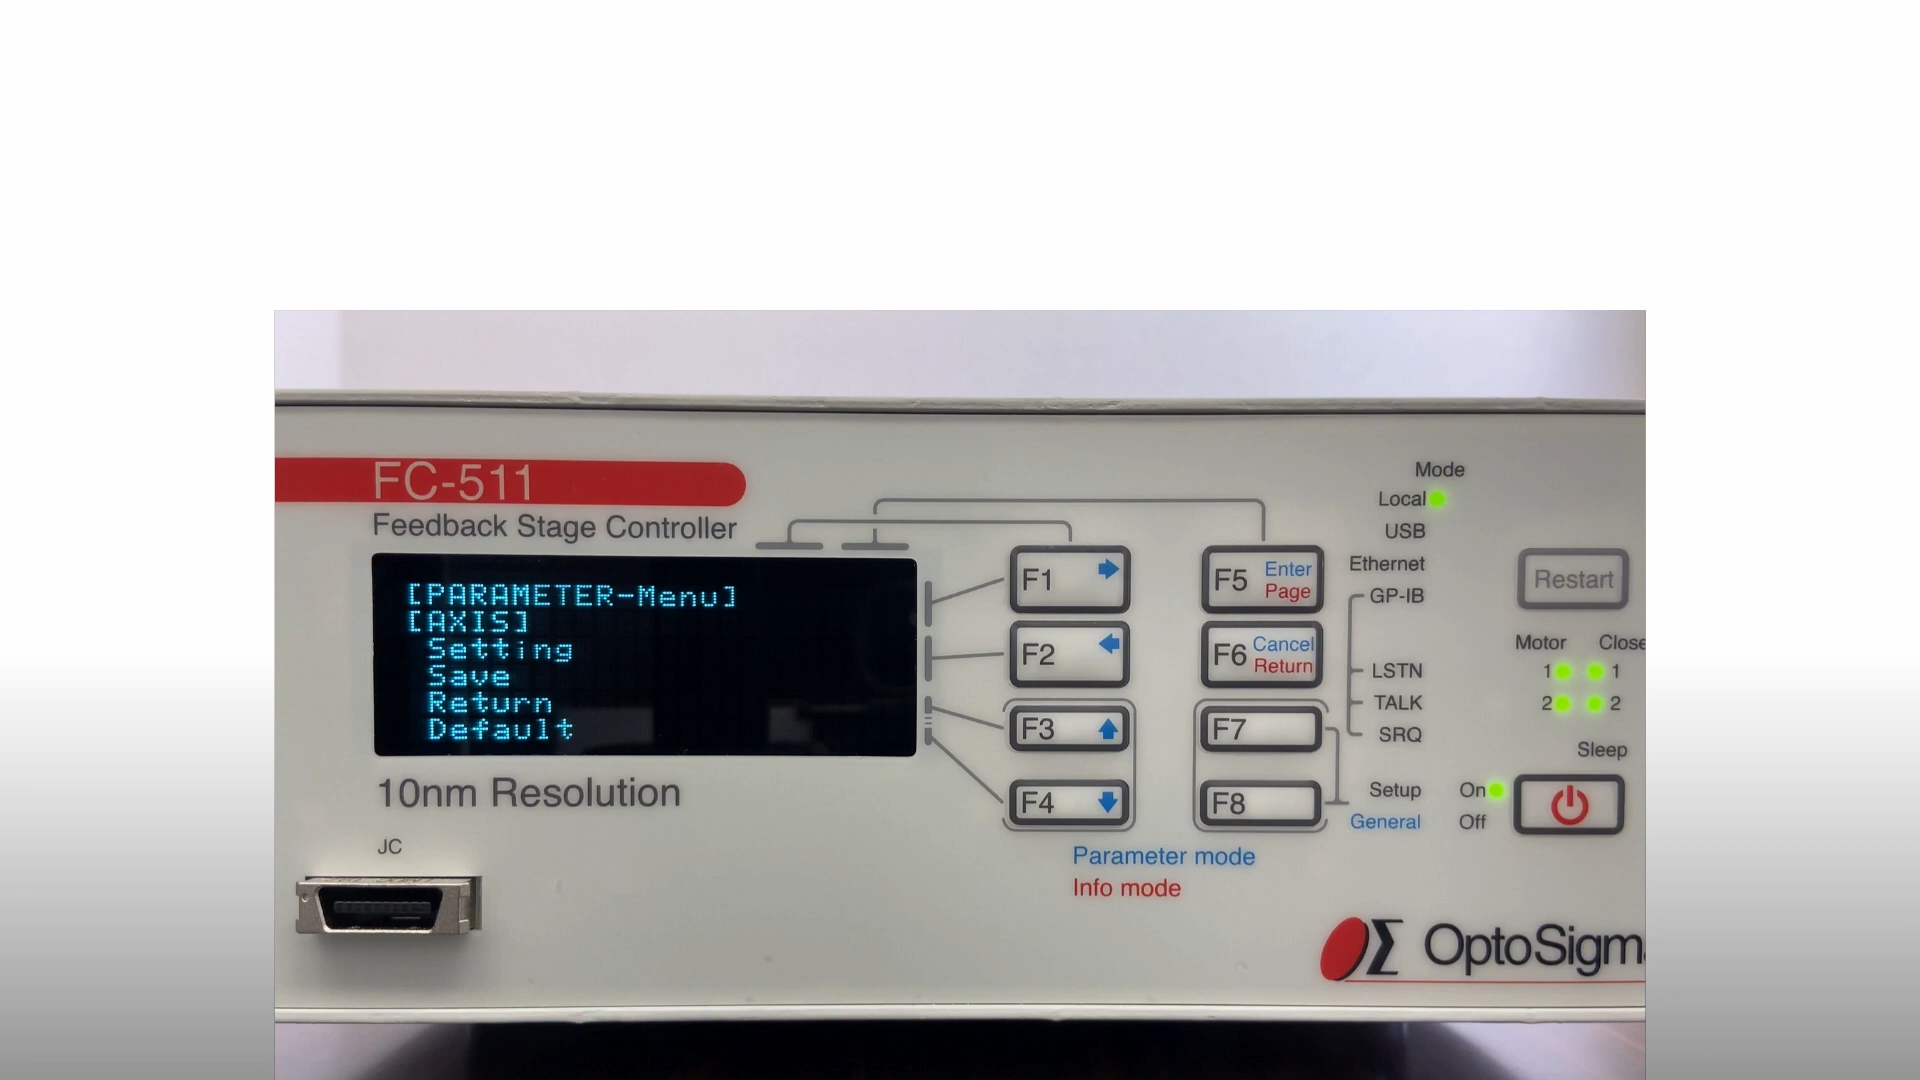 FC-511
Feedback Stage Controller
[PARAMETER-Menu]
[AXIS]
Setting
Save
Return
Default
10nm Resolution
JC
F1
F2
F3
F4
F5 Enter
Page
F6 Cancel
Return
F7
F8
Parameter mode
Info mode
Mode
Local
USB
Ethernet
GP-IB
LSTN
TALK
SRQ
Setup
General
Restart
Motor Close
1 1
2 2
Sleep
On
Off
OptoSigm